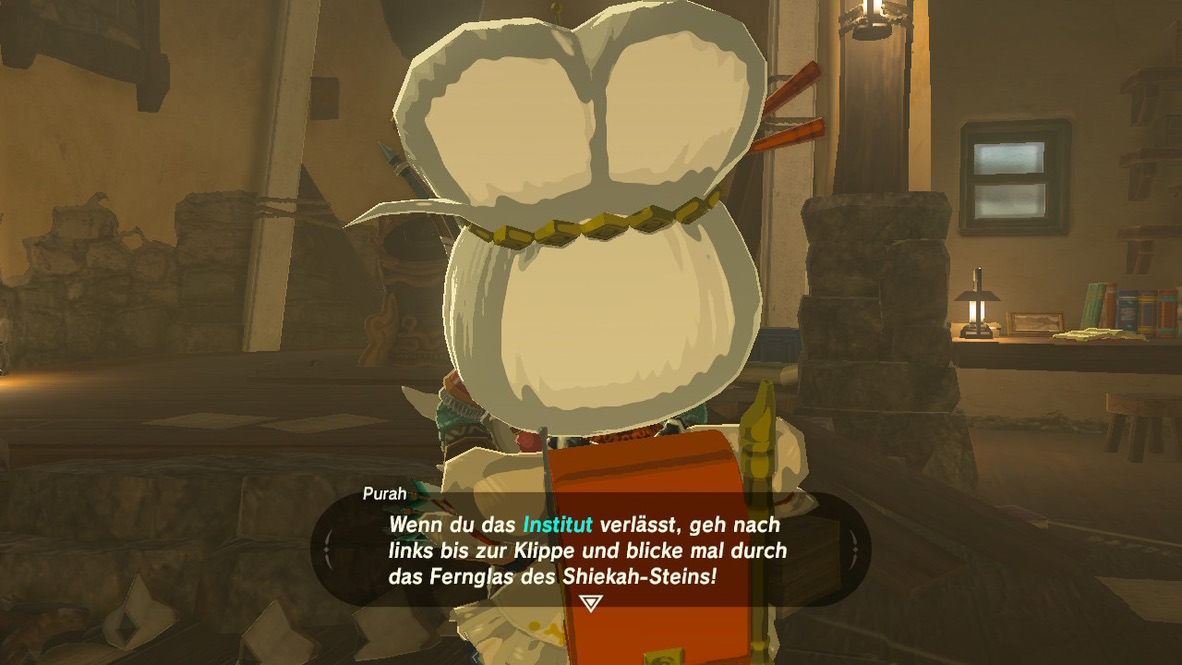 Purah
Wenn du das Institut verlässt, geh nach
links bis zur Klippe und blicke mal durch
das Fernglas des Shiekah-Steins!